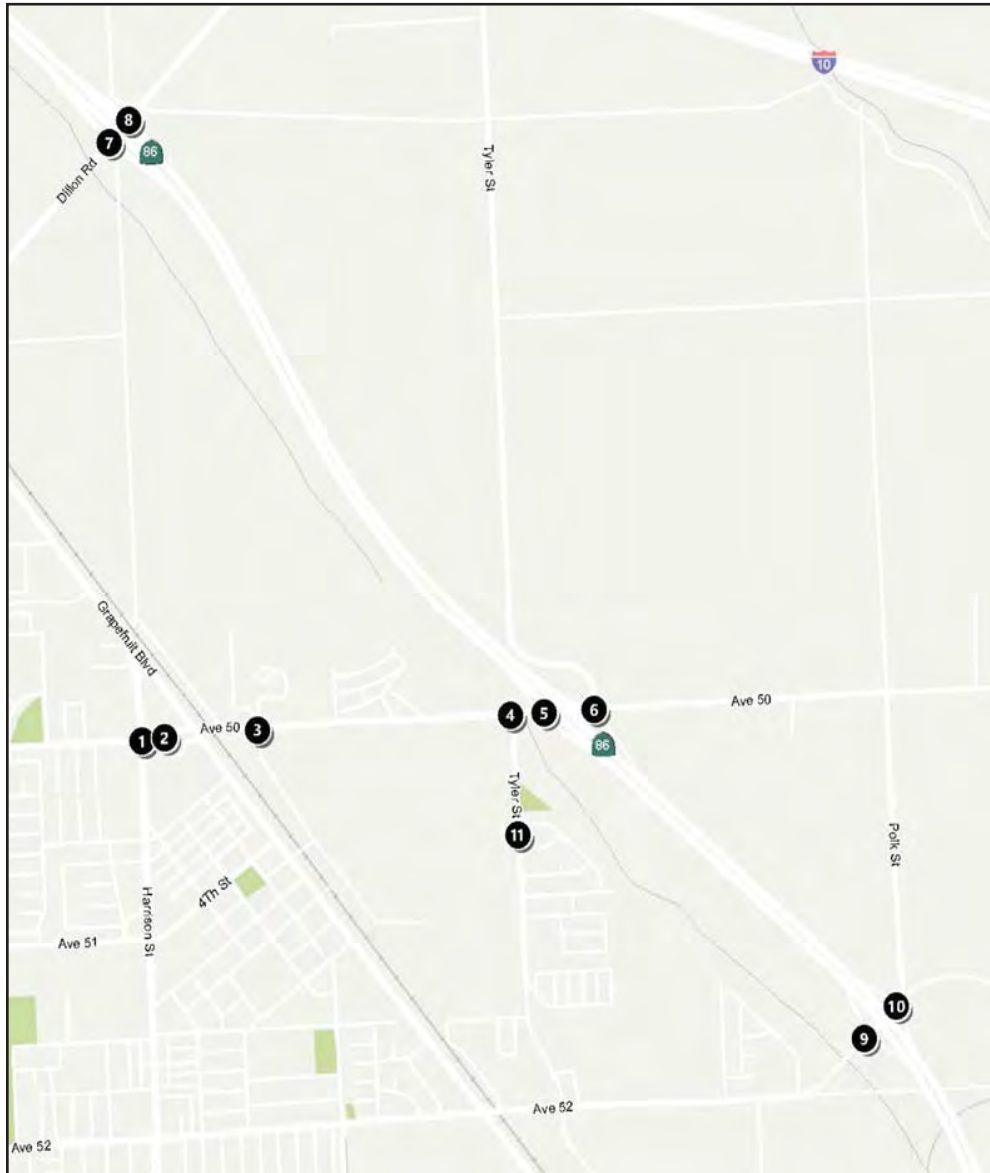 10
8
7
86
Dillon Rd
Tyler St
Grapefruit Blvd
Ave 50
1
2
Ave 50
3
4
5
6
86
Tyler St
11
Polk St
4Th St
Harrison St
Ave 51
10
9
Ave 52
Ave 52